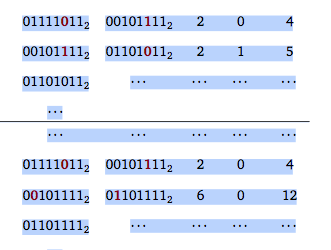 01111011₂ 00101111₂ 2 0 4
00101111₂ 01101011₂ 2 1 5
01101011₂ ... ... ... ...
...
... ... ... ... ...
01111011₂ 00101111₂ 2 0 4
00101111₂ 01101111₂ 6 0 12
01101111₂ ... ... ... ...